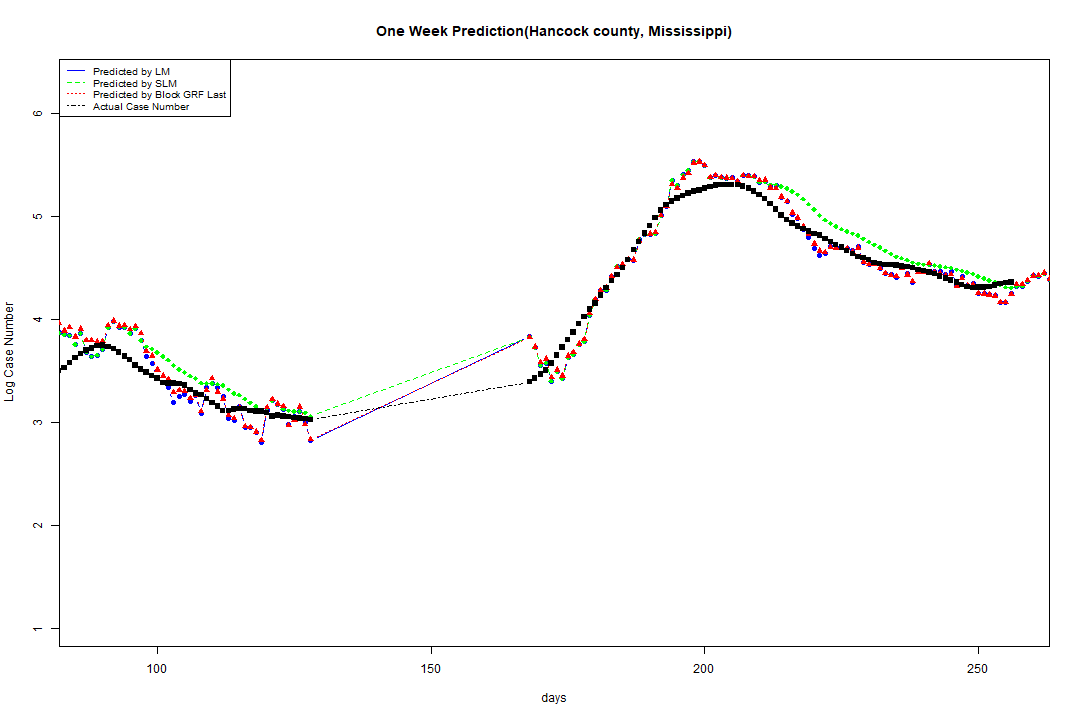 One Week Prediction(Hancock county, Mississippi)
Predicted by LM
Predicted by SLM
Predicted by Block GRF Last
Actual Case Number
6
5
4
3
2
1
Log Case Number
100 150 200 250
days